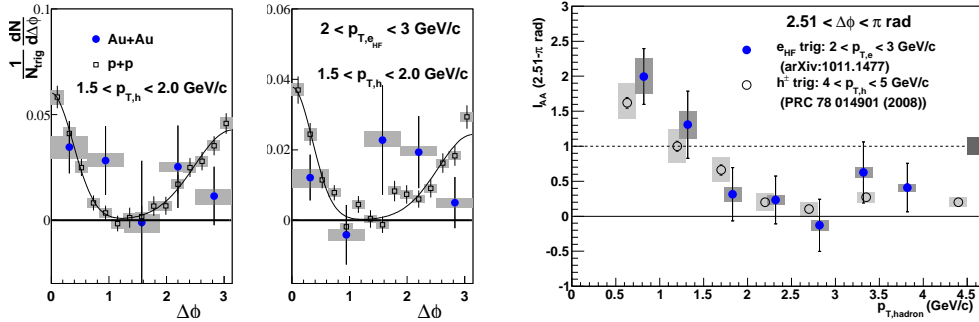 1/N_trig dN/dΔϕ
0.1
0.05
0
Au+Au
p+p
1.5 < p_T,h < 2.0 GeV/c
0 1 2 3
Δϕ
0.06
0.04
0.02
0
2 < p_T,e_HF < 3 GeV/c
1.5 < p_T,h < 2.0 GeV/c
0 1 2 3
Δϕ
I_AA (2.51-π rad)
3
2.5
2
1.5
1
0.5
0
-0.5
-1
2.51 < Δϕ < π rad
e_HF trig: 2 < p_T,e < 3 GeV/c
(arXiv:1011.1477)
h^± trig: 4 < p_T,h < 5 GeV/c
(PRC 78 014901 (2008))
0 0.5 1 1.5 2 2.5 3 3.5 4 4.5
p_T,hadron (GeV/c)